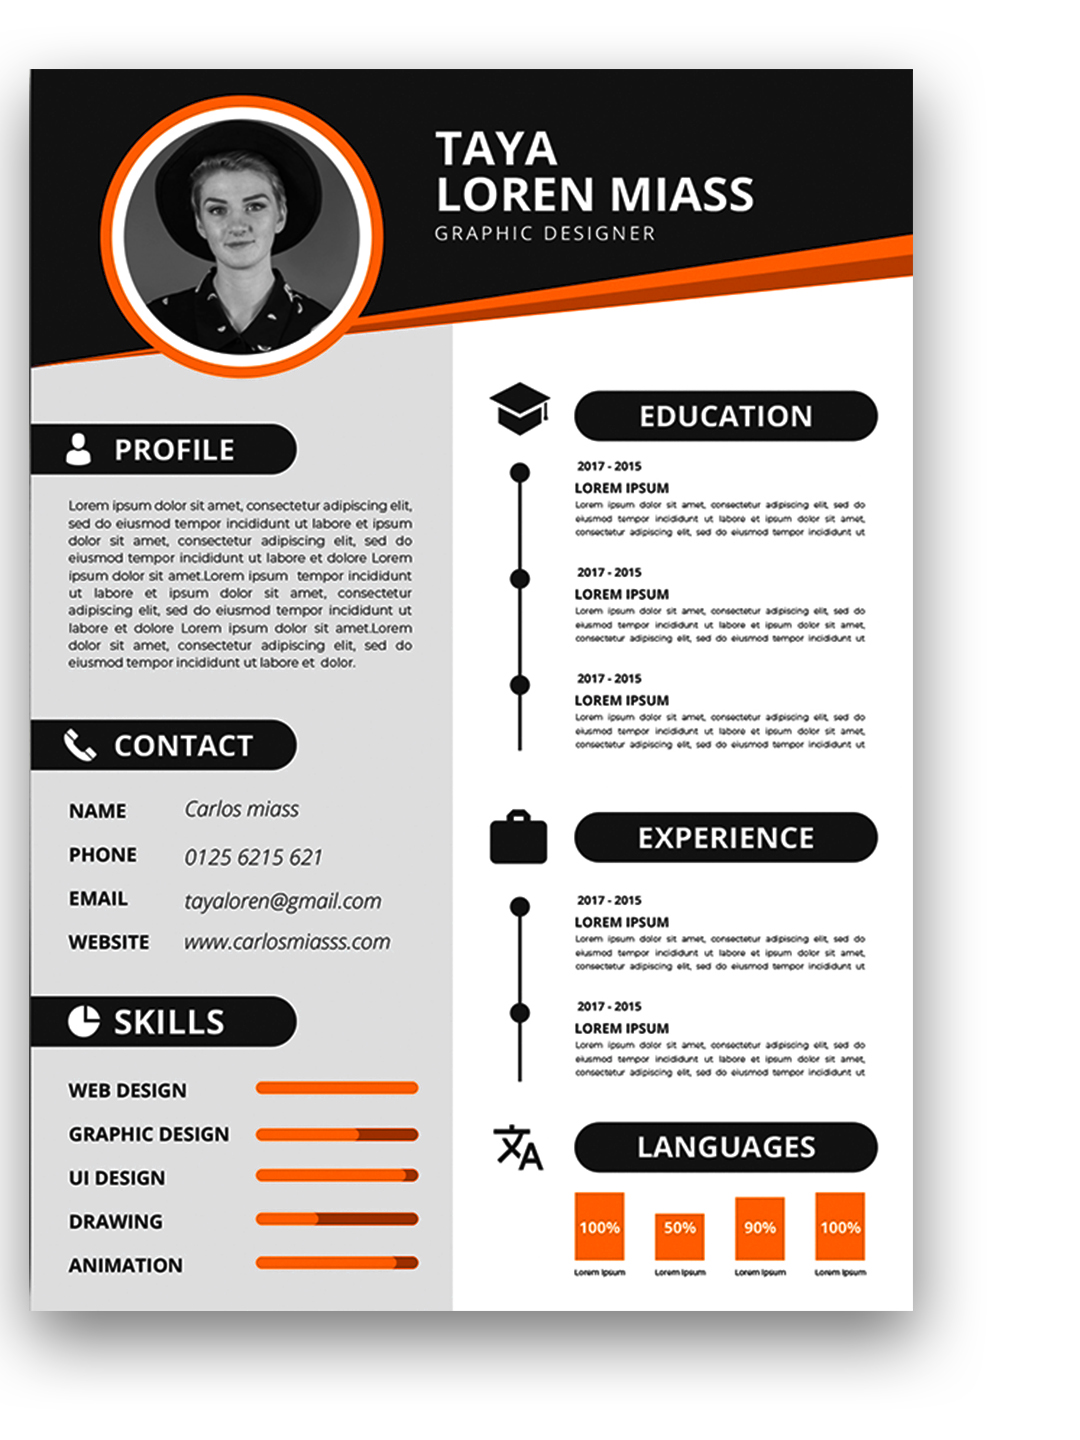 TAYA
LOREN MIASS
GRAPHIC DESIGNER
PROFILE
Lorem ipsum dolor sit amet, consectetur adipiscing elit,
sed do eiusmod tempor incididunt ut labore et ipsum
dolor sit amet, consectetur adipiscing elit, sed do
eiusmod tempor incididunt ut labore et dolore Lorem
ipsum dolor sit amet.Lorem ipsum tempor incididunt
ut labore et ipsum dolor sit amet, consectetur
adipiscing elit, sed do eiusmod tempor incididunt ut
labore et dolore Lorem ipsum dolor sit amet.Lorem
dolor sit amet, consectetur adipiscing elit, sed do
eiusmod tempor incididunt ut labore et dolor.
CONTACT
NAME Carlos miass
PHONE 0125 6215 621
EMAIL tayaloren@gmail.com
WEBSITE www.carlosmiasss.com
SKILLS
WEB DESIGN
GRAPHIC DESIGN
UI DESIGN
DRAWING
ANIMATION
EDUCATION
2017 - 2015
LOREM IPSUM
Lorem ipsum dolor sit amet, consectetur adipiscing elit, sed do
eiusmod tempor incididunt ut labore et ipsum dolor sit amet,
consectetur adipiscing elit, sed do eiusmod tempor incididunt ut
2017 - 2015
LOREM IPSUM
Lorem ipsum dolor sit amet, consectetur adipiscing elit, sed do
eiusmod tempor incididunt ut labore et ipsum dolor sit amet,
consectetur adipiscing elit, sed do eiusmod tempor incididunt ut
2017 - 2015
LOREM IPSUM
Lorem ipsum dolor sit amet, consectetur adipiscing elit, sed do
eiusmod tempor incididunt ut labore et ipsum dolor sit amet,
consectetur adipiscing elit, sed do eiusmod tempor incididunt ut
EXPERIENCE
2017 - 2015
LOREM IPSUM
Lorem ipsum dolor sit amet, consectetur adipiscing elit, sed do
eiusmod tempor incididunt ut labore et ipsum dolor sit amet,
consectetur adipiscing elit, sed do eiusmod tempor incididunt ut
2017 - 2015
LOREM IPSUM
Lorem ipsum dolor sit amet, consectetur adipiscing elit, sed do
eiusmod tempor incididunt ut labore et ipsum dolor sit amet,
consectetur adipiscing elit, sed do eiusmod tempor incididunt ut
文A LANGUAGES
100% 50% 90% 100%
Lorem Ipsum Lorem Ipsum Lorem Ipsum Lorem Ipsum